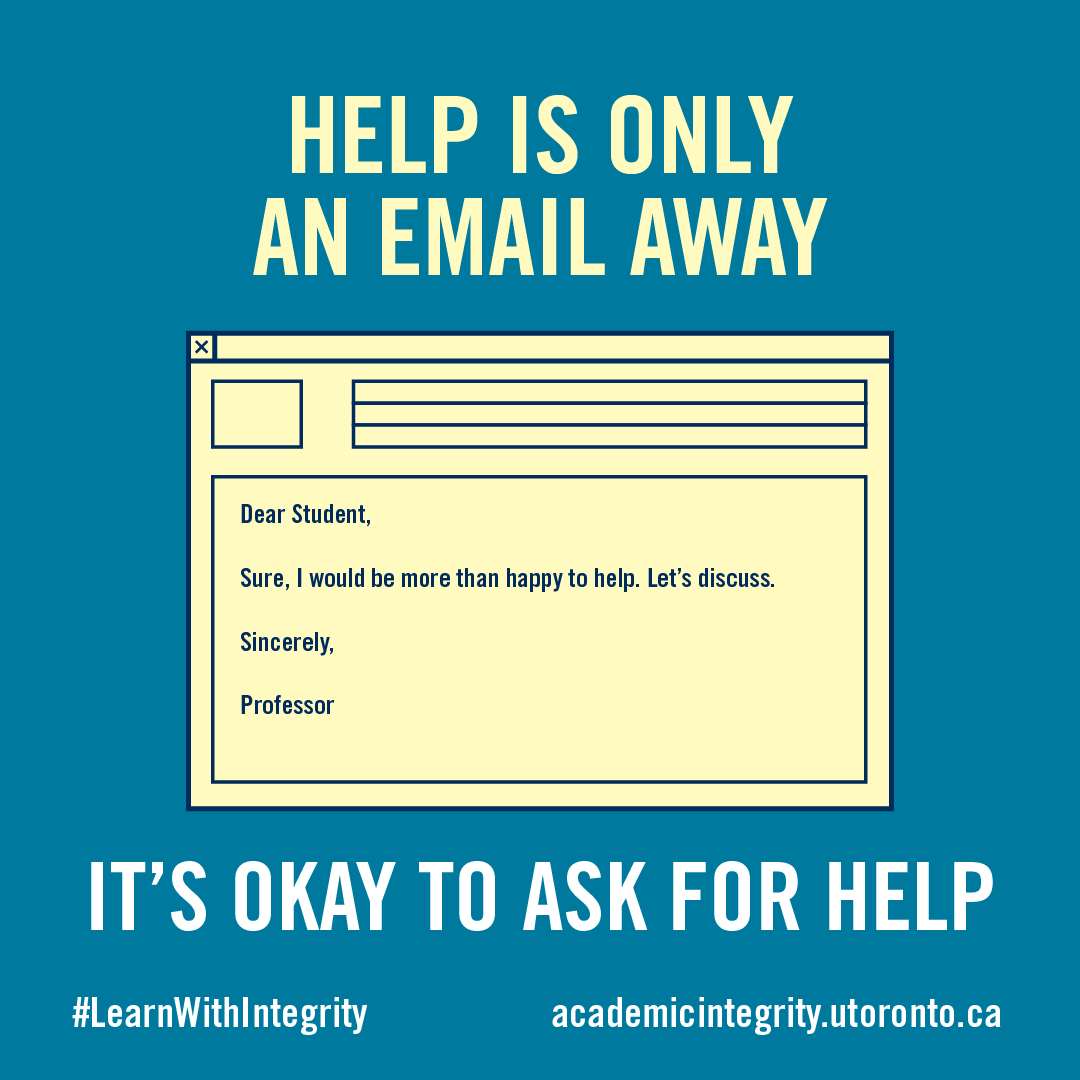 HELP IS ONLY
AN EMAIL AWAY
Dear Student,
Sure, I would be more than happy to help. Let’s discuss.
Sincerely,
Professor
IT’S OKAY TO ASK FOR HELP
#LearnWithIntegrity
academicintegrity.utoronto.ca